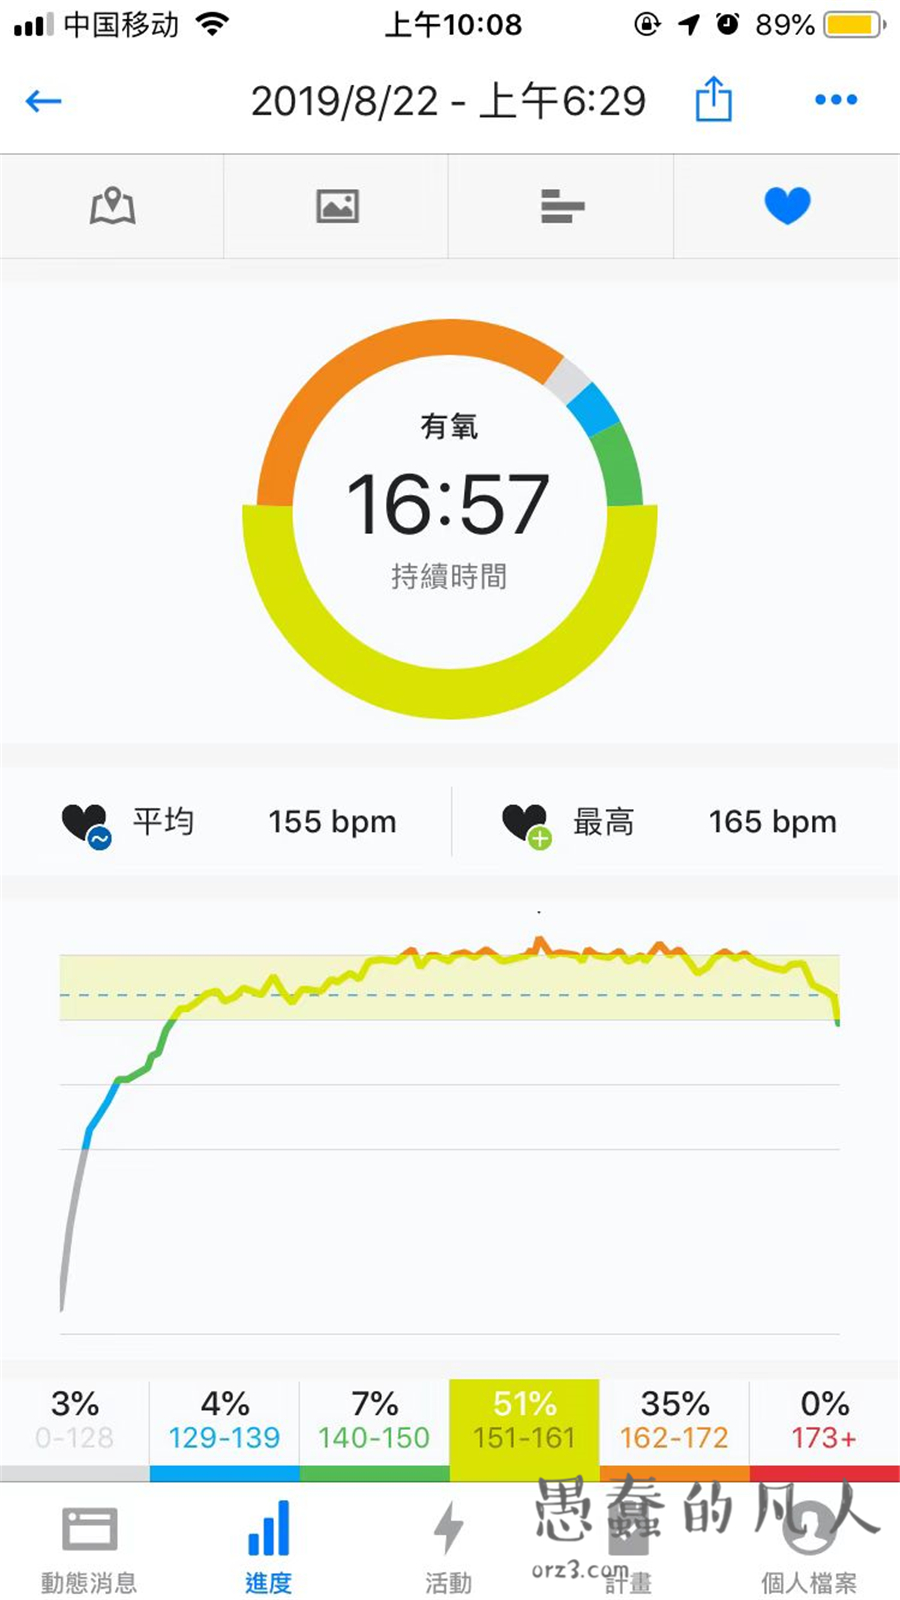 中国移动 上午10:08 89%
2019/8/22 - 上午6:29
有氧
16:57
持續時間
平均 155 bpm 最高 165 bpm
3% 4% 7% 51% 35% 0%
0-128 129-139 140-150 151-161 162-172 173+
愚蠢的凡人
orz3.com
動態消息 進度 活動 計畫 個人檔案